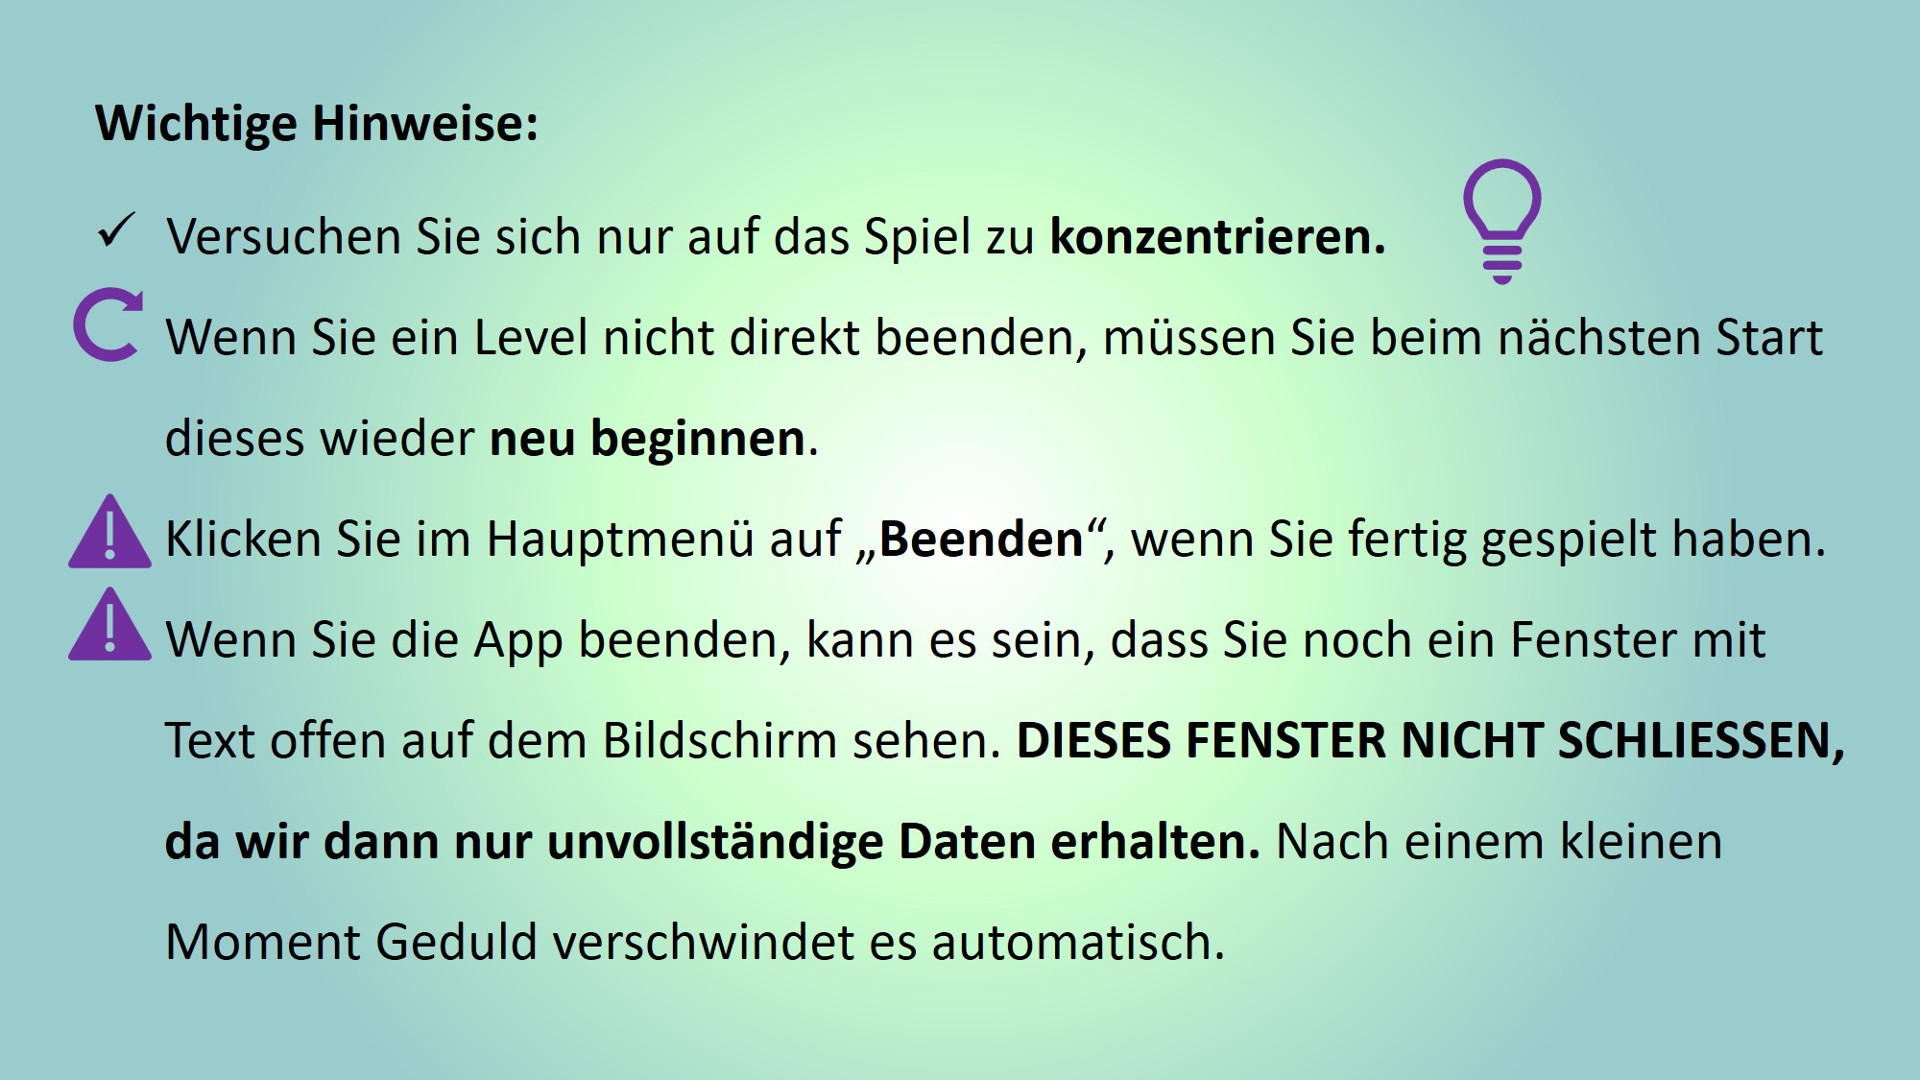 Wichtige Hinweise:
✓ Versuchen Sie sich nur auf das Spiel zu konzentrieren.
Wenn Sie ein Level nicht direkt beenden, müssen Sie beim nächsten Start
dieses wieder neu beginnen.
Klicken Sie im Hauptmenü auf „Beenden“, wenn Sie fertig gespielt haben.
Wenn Sie die App beenden, kann es sein, dass Sie noch ein Fenster mit
Text offen auf dem Bildschirm sehen. DIESES FENSTER NICHT SCHLIESSEN,
da wir dann nur unvollständige Daten erhalten. Nach einem kleinen
Moment Geduld verschwindet es automatisch.